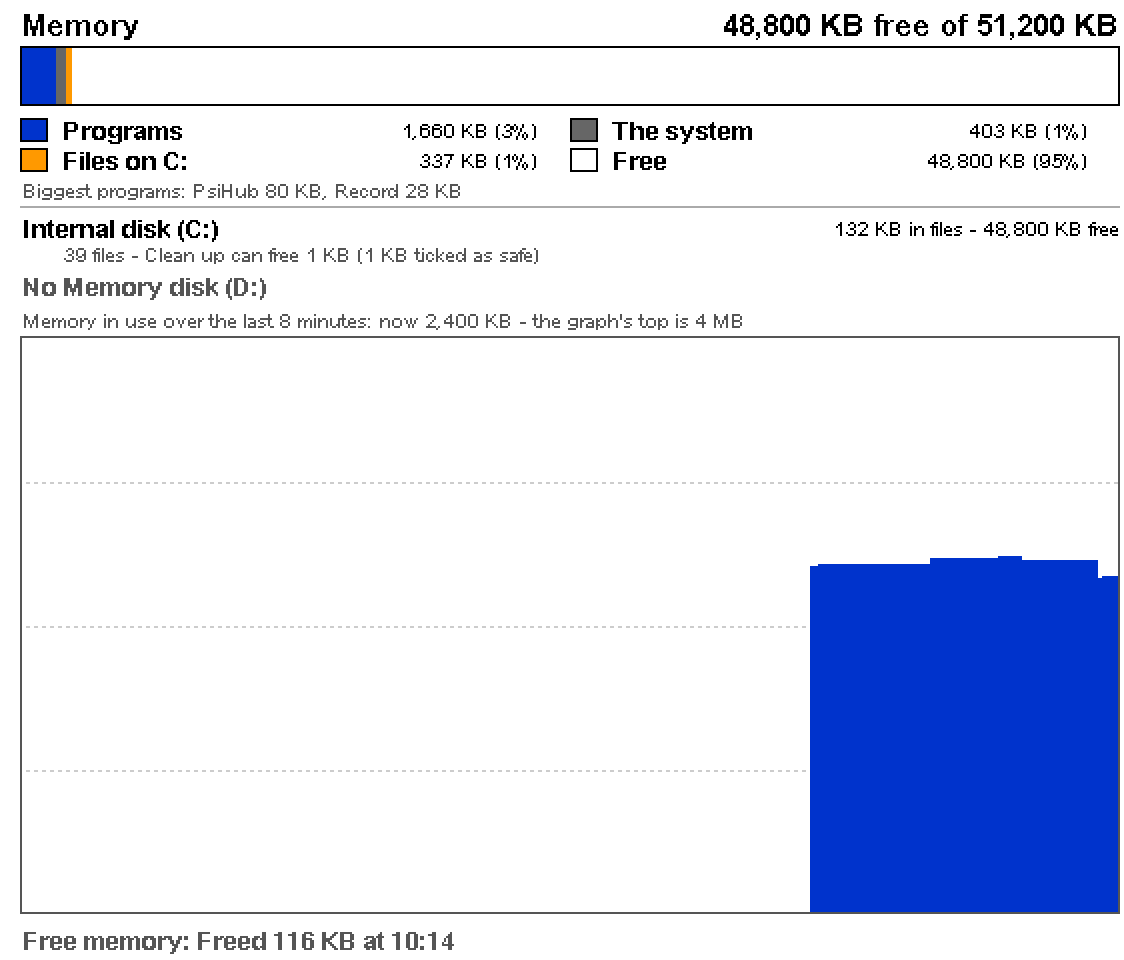 Memory 48,800 KB free of 51,200 KB
Programs 1,660 KB (3%) The system 403 KB (1%)
Files on C: 337 KB (1%) Free 48,800 KB (95%)
Biggest programs: PsiHub 80 KB, Record 28 KB
Internal disk (C:) 132 KB in files - 48,800 KB free
39 files - Clean up can free 1 KB (1 KB ticked as safe)
No Memory disk (D:)
Memory in use over the last 8 minutes: now 2,400 KB - the graph's top is 4 MB
Free memory: Freed 116 KB at 10:14